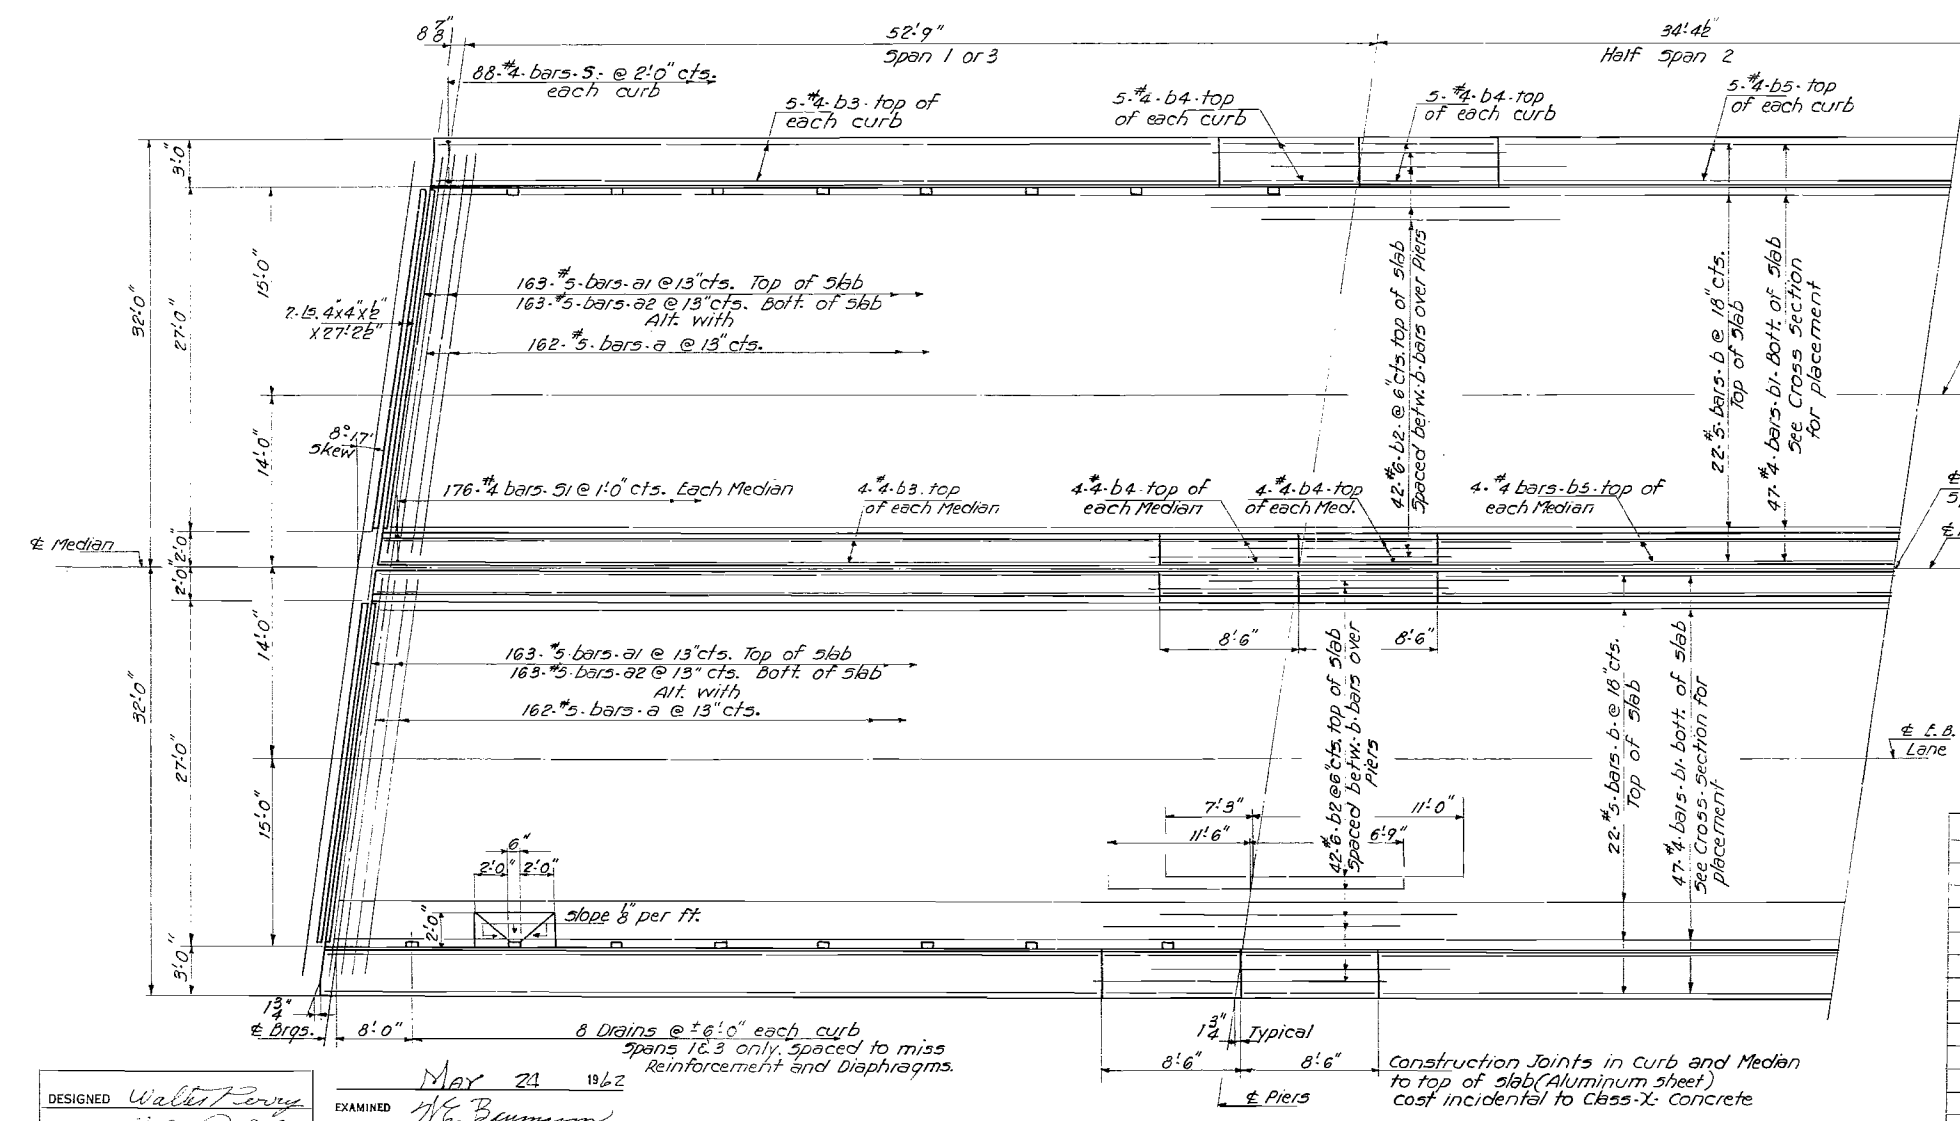 8 7/8"
52'-9"
Span 1 or 3
34'-4½"
Half Span 2
88-#4-bars-S- @ 2'-0" cts.
each curb
5-#4-b3-top of
each curb
5-#4-b4-top
of each curb
5-#4-b4-top
of each curb
5-#4-b5-top
of each curb
3'-0"
15'-0"
32'-0"
27'-0"
14'-0"
2-Ls. 4"x4"x½"
x27'-2½"
163-#5-bars-a1 @ 13" cts. Top of slab
163-#5-bars-a2 @ 13" cts. Bott. of slab
Alt. with
162-#5-bars-a @ 13" cts.
8°-17'
Skew
42-#6-b2-@ 6" cts. top of slab
Spaced betw. b-bars over Piers
22-#5-bars-b @ 18" cts.
Top of slab
47-#4-bars-b1-Bott. of slab
See Cross Section
for placement
176-#4 bars-S1 @ 1'-0" cts. Each Median
4-#4-b3-top
of each Median
4-4-b4-top of
each Median
4-#4-b4-top
of each Med.
4-#4 bars-b5-top of
each Median
℄ Median
2'-0"
2'-0"
8'-6"
8'-6"
32'-0"
27'-0"
14'-0"
15'-0"
3'-0"
163-#5-bars-a1 @ 13" cts. Top of slab
163-#5-bars-a2 @ 13" cts. Bott. of slab
Alt. with
162-#5-bars-a @ 13" cts.
42-#6-b2 @ 6" cts. top of slab
Spaced betw. b-bars over
Piers
22-#5-bars-b-@ 18" cts.
Top of slab
47-#4-bars-b1-bott. of slab
See Cross-Section for
placement
℄ E.B.
Lane
7'-3"
11'-0"
11'-6"
6'-9"
6"
2'-0"
2'-0"
2'-0"
slope ⅛" per ft.
1¾"
℄ Brgs.
8'-0"
8 Drains @ ±6'-0" each curb
Spans 1&3 only, spaced to miss
Reinforcement and Diaphragms.
1¾" Typical
8'-6"
8'-6"
℄ Piers
Construction Joints in Curb and Median
to top of slab (Aluminum sheet)
cost incidental to Class-X- Concrete
DESIGNED Walter Perry
May 24 1962
EXAMINED